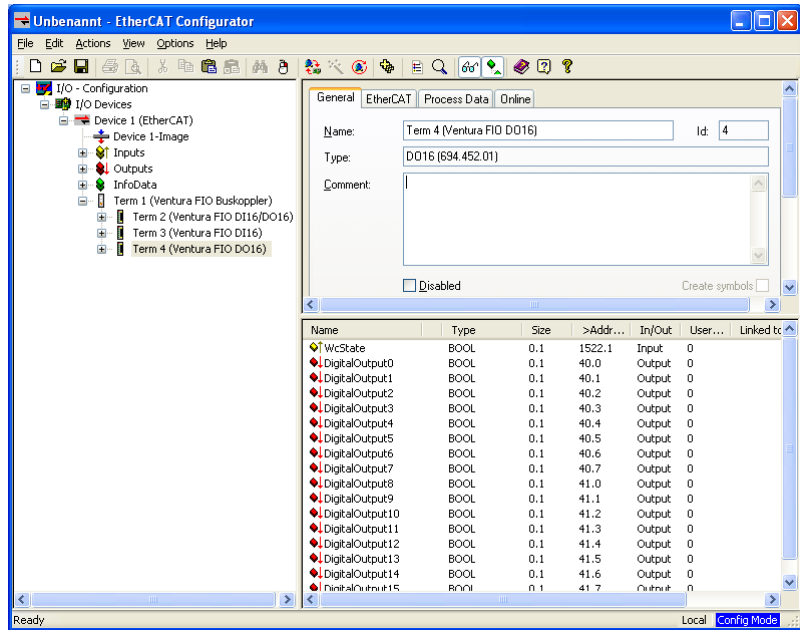 Unbenannt - EtherCAT Configurator
File Edit Actions View Options Help
I/O - Configuration
I/O Devices
Device 1 (EtherCAT)
Device 1-Image
Inputs
Outputs
InfoData
Term 1 (Ventura FIO Buskoppler)
Term 2 (Ventura FIO DI16/DO16)
Term 3 (Ventura FIO DI16)
Term 4 (Ventura FIO DO16)
General EtherCAT Process Data Online
Name: Term 4 (Ventura FIO DO16) Id: 4
Type: DO16 (694.452.01)
Comment:
Disabled Create symbols
Name Type Size >Addr... In/Out User... Linked to
WcState BOOL 0.1 1522.1 Input 0
DigitalOutput0 BOOL 0.1 40.0 Output 0
DigitalOutput1 BOOL 0.1 40.1 Output 0
DigitalOutput2 BOOL 0.1 40.2 Output 0
DigitalOutput3 BOOL 0.1 40.3 Output 0
DigitalOutput4 BOOL 0.1 40.4 Output 0
DigitalOutput5 BOOL 0.1 40.5 Output 0
DigitalOutput6 BOOL 0.1 40.6 Output 0
DigitalOutput7 BOOL 0.1 40.7 Output 0
DigitalOutput8 BOOL 0.1 41.0 Output 0
DigitalOutput9 BOOL 0.1 41.1 Output 0
DigitalOutput10 BOOL 0.1 41.2 Output 0
DigitalOutput11 BOOL 0.1 41.3 Output 0
DigitalOutput12 BOOL 0.1 41.4 Output 0
DigitalOutput13 BOOL 0.1 41.5 Output 0
DigitalOutput14 BOOL 0.1 41.6 Output 0
DigitalOutput15 BOOL 0.1 41.7 Output 0
Ready Local Config Mode